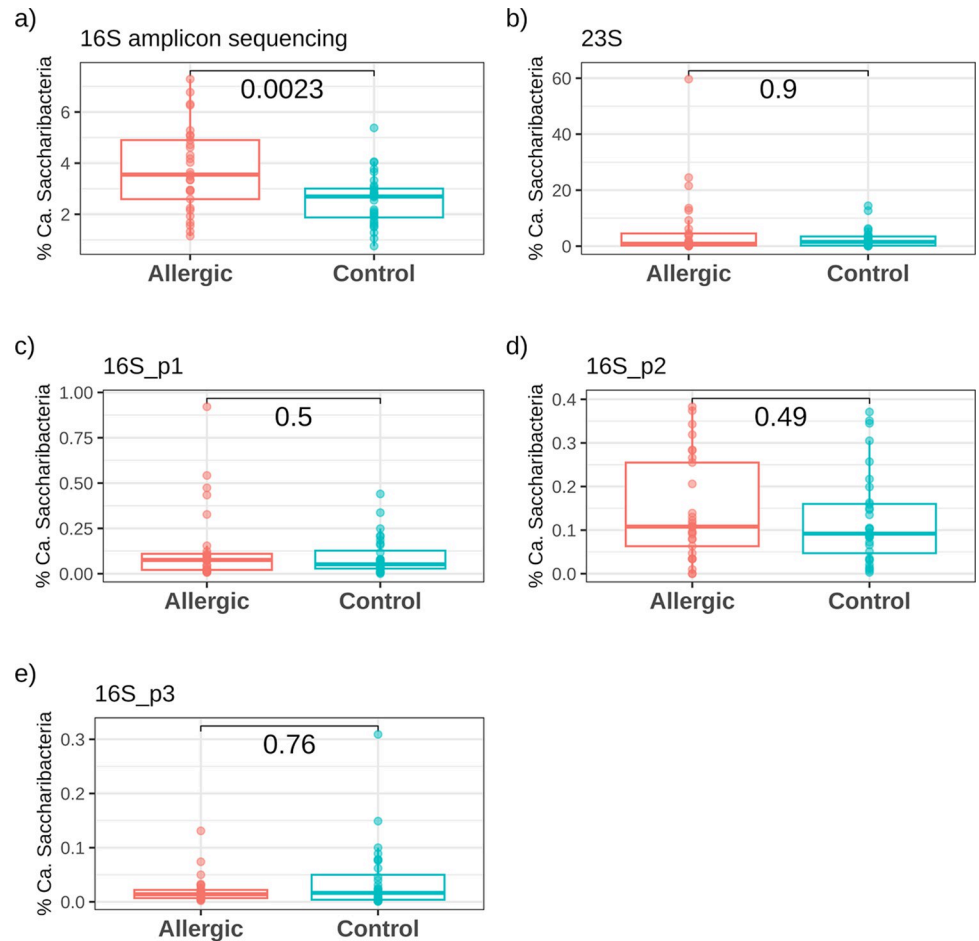 a)
16S amplicon sequencing
% Ca. Saccharibacteria
6
4
2
0.0023
Allergic
Control
b)
23S
% Ca. Saccharibacteria
60
40
20
0
0.9
Allergic
Control
c)
16S_p1
% Ca. Saccharibacteria
1.00
0.75
0.50
0.25
0.00
0.5
Allergic
Control
d)
16S_p2
% Ca. Saccharibacteria
0.4
0.3
0.2
0.1
0.0
0.49
Allergic
Control
e)
16S_p3
% Ca. Saccharibacteria
0.3
0.2
0.1
0.0
0.76
Allergic
Control